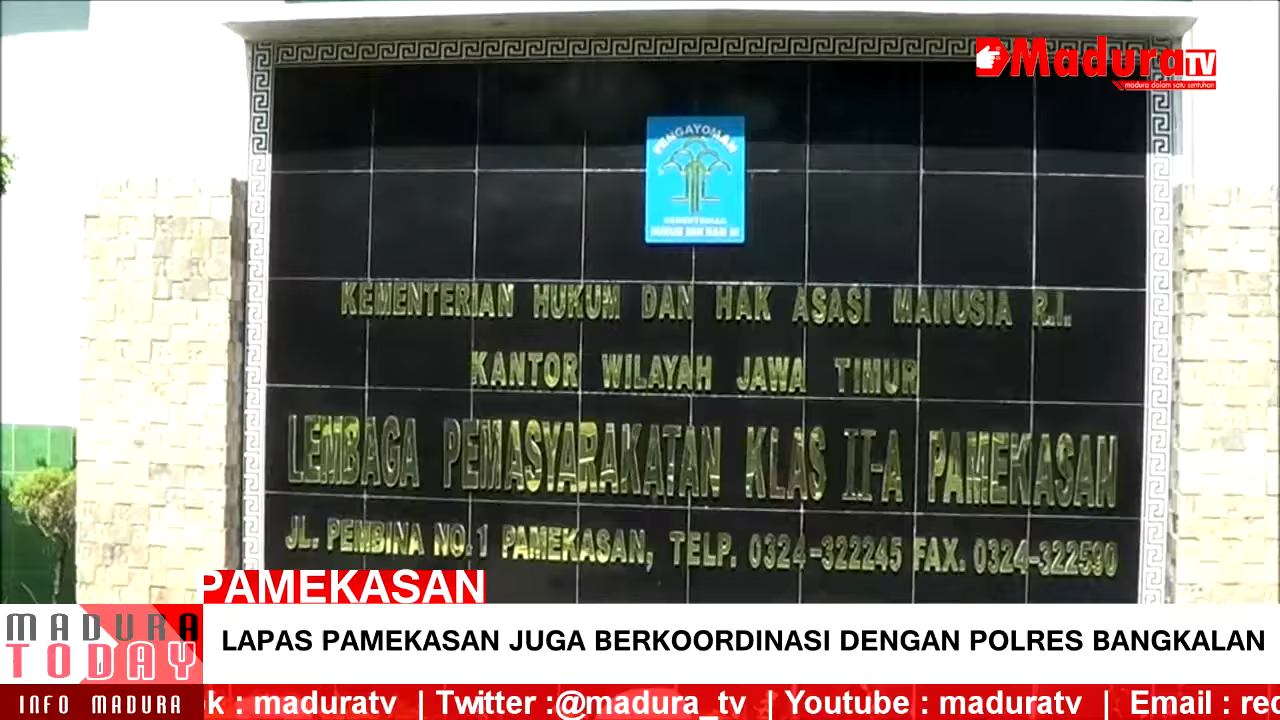 MaduraTV
madura dalam satu sentuhan
PENGAYOMAN
KEMENTERIAN
HUKUM DAN HAM RI
KEMENTERIAN HUKUM DAN HAK ASASI MANUSIA R.I.
KANTOR WILAYAH JAWA TIMUR
LEMBAGA PEMASYARAKATAN KLAS II-A PAMEKASAN
JL. PEMBINA NO.1 PAMEKASAN, TELP. 0324-322245 FAX. 0324-322590
PAMEKASAN
MADURA
TODAY
LAPAS PAMEKASAN JUGA BERKOORDINASI DENGAN POLRES BANGKALAN
INFO MADURA
ok : maduratv | Twitter :@madura_tv | Youtube : maduratv | Email : red